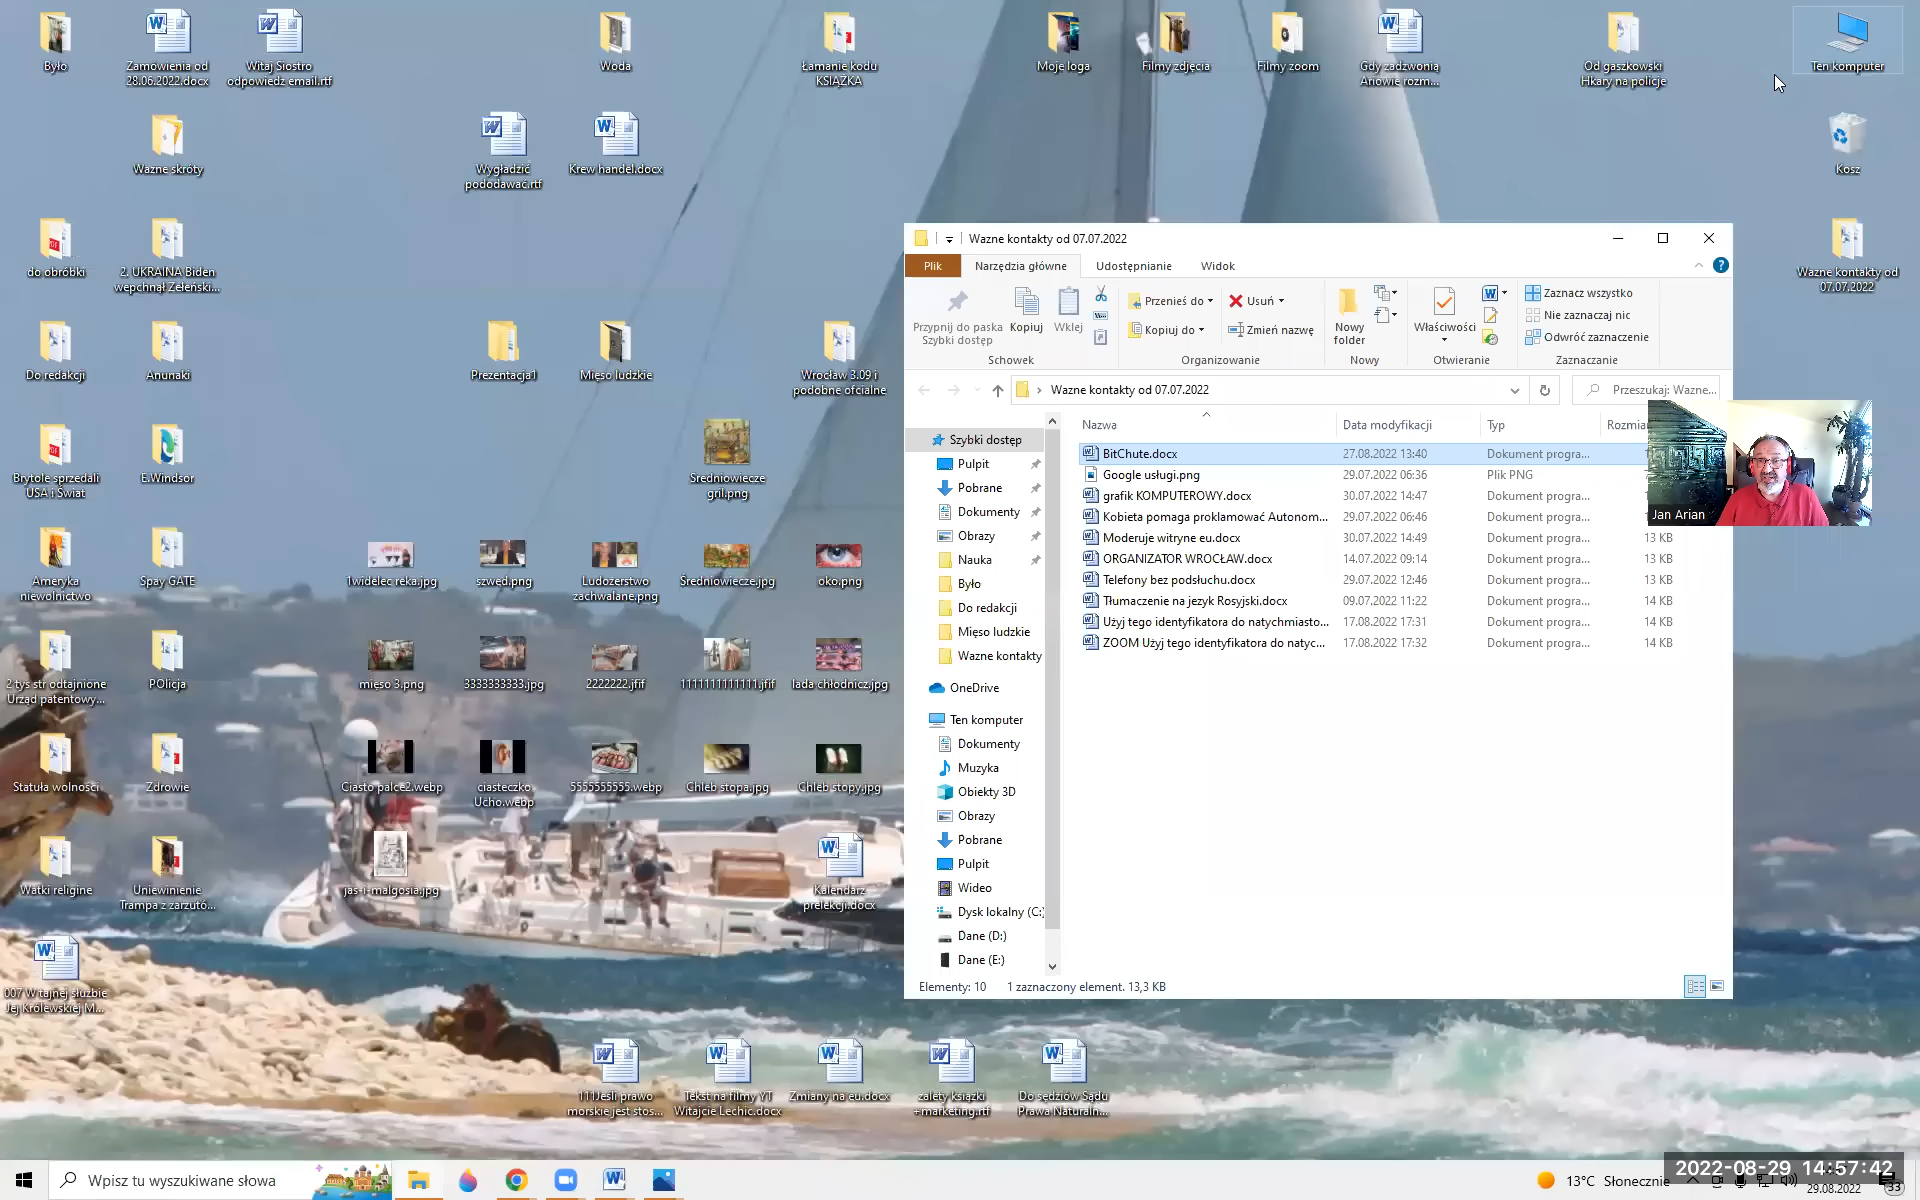 Było
Zamówienia od
28.06.2022.docx
Witaj Siostro
odpowiedz email.rtf
Woda
Łamanie kodu
KSIĄŻKA
Moje loga
Filmy zdjęcia
Filmy zoom
Gdy zadzwonią
Ariowie rozm...
Od gaszkowski
Hkary na policje
Ten komputer
Wazne skróty
Wygładzić
pododawać.rtf
Krew handel.docx
Kosz
do obróbki
2. UKRAINA Biden
wepchnął Zełeński...
Wazne kontakty od
07.07.2022
Do redakcji
Anunaki
Prezentacja1
Mięso ludzkie
Wrocław 3.09 i
podobne ofcialne
Brytole sprzedali
USA i Świat
E.Windsor
Sredniowiecze
gril.png
Ameryka
niewolnictwo
Spay GATE
1widelec reka.jpg
szwed.png
Ludożerstwo
zachwalane.png
Średniowiecze.jpg
oko.png
2 tys str odtajnione
Urzad patentowy...
POlicja
mięso 3.png
3333333333.jpg
2222222.jfif
1111111111111.jfif
lada chłodnicz.jpg
Statuła wolności
Zdrowie
Ciasto palce2.webp
ciasteczko
Ucho.webp
5555555555.webp
Chleb stopa.jpg
Chleb stopy.jpg
Watki religine
Uniewinienie
Trampa z zarzutó...
jas-i-malgosia.jpg
Kalendarz
prelekcji.docx
007 W tajnej służbie
Jej Królewskiej M...
111Jeśli prawo
morskie jest stos...
Tekst na filmy YT
Witajcie Lechic.docx
Zmiany na eu.docx
zalety ksiązki
+marketing.rtf
Do sędziów Sądu
Prawa Naturaln...
Wazne kontakty od 07.07.2022
Plik
Narzędzia główne
Udostępnianie
Widok
Przypnij do paska
Szybki dostęp
Kopiuj
Wklej
Przenieś do
Kopiuj do
Usuń
Zmień nazwę
Nowy
folder
Właściwości
Zaznacz wszystko
Nie zaznaczaj nic
Odwróć zaznaczenie
Schowek
Organizowanie
Nowy
Otwieranie
Zaznaczanie
Wazne kontakty od 07.07.2022
Przeszukaj: Wazne...
Szybki dostęp
Pulpit
Pobrane
Dokumenty
Obrazy
Nauka
Było
Do redakcji
Mięso ludzkie
Wazne kontakty
OneDrive
Ten komputer
Dokumenty
Muzyka
Obiekty 3D
Obrazy
Pobrane
Pulpit
Wideo
Dysk lokalny (C:)
Dane (D:)
Dane (E:)
Nazwa Data modyfikacji Typ
BitChute.docx 27.08.2022 13:40 Dokument progra...
Google usługi.png 29.07.2022 06:36 Plik PNG
grafik KOMPUTEROWY.docx 30.07.2022 14:47 Dokument progra...
Kobieta pomaga proklamować Autonom... 29.07.2022 06:46 Dokument progra...
Moderuje witryne eu.docx 30.07.2022 14:49 Dokument progra... 13 KB
ORGANIZATOR WROCŁAW.docx 14.07.2022 09:14 Dokument progra... 13 KB
Telefony bez podsłuchu.docx 29.07.2022 12:46 Dokument progra... 13 KB
Tłumaczenie na jezyk Rosyjski.docx 09.07.2022 11:22 Dokument progra... 14 KB
Użyj tego identyfikatora do natychmiasto... 17.08.2022 17:31 Dokument progra... 14 KB
ZOOM Użyj tego identyfikatora do natyc... 17.08.2022 17:32 Dokument progra... 14 KB
Jan Arian
Elementy: 10 1 zaznaczony element. 13,3 KB
Wpisz tu wyszukiwane słowa
13°C Słonecznie
2022-08-29 14:57:42
29.08.2022
33